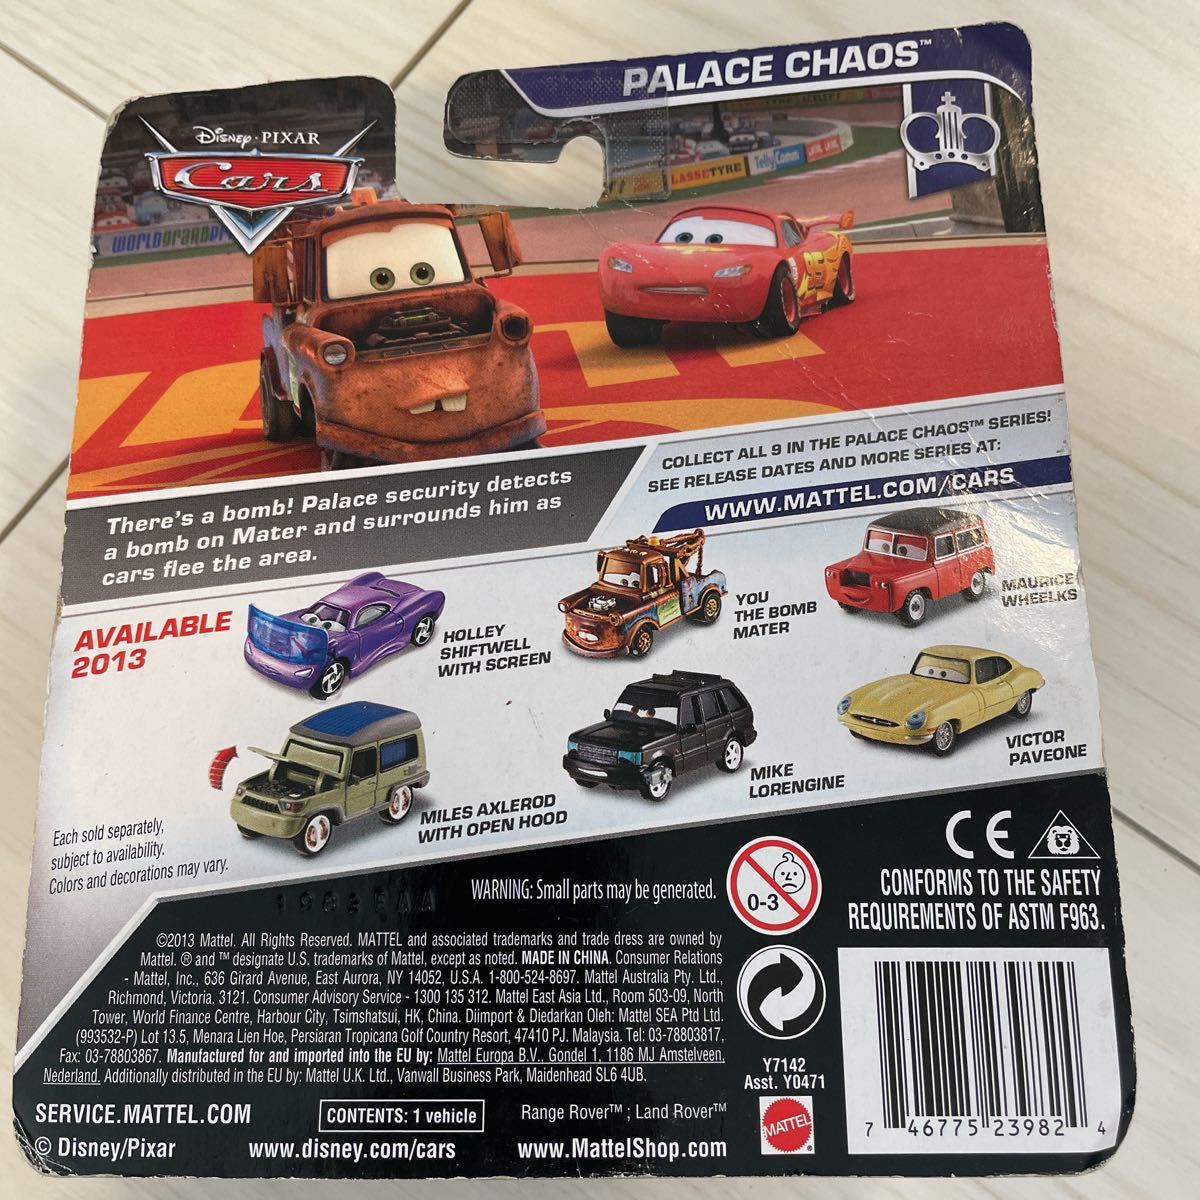 PALACE CHAOS™
Disney · PIXAR
Cars
worldgrandpri
LASSETYRE
TellyComm
95
COLLECT ALL 9 IN THE PALACE CHAOS™ SERIES!
SEE RELEASE DATES AND MORE SERIES AT:
WWW.MATTEL.COM/CARS
There's a bomb! Palace security detects
a bomb on Mater and surrounds him as
cars flee the area.
AVAILABLE
2013
HOLLEY
SHIFTWELL
WITH SCREEN
YOU
THE BOMB
MATER
MAURICE
WHEELKS
MILES AXLEROD
WITH OPEN HOOD
MIKE
LORENGINE
VICTOR
PAVEONE
Each sold separately,
subject to availability.
Colors and decorations may vary.
WARNING: Small parts may be generated.
0-3
CE
CONFORMS TO THE SAFETY
REQUIREMENTS OF ASTM F963.
©2013 Mattel. All Rights Reserved. MATTEL and associated trademarks and trade dress are owned by
Mattel. ® and ™ designate U.S. trademarks of Mattel, except as noted. MADE IN CHINA. Consumer Relations
- Mattel, Inc., 636 Girard Avenue, East Aurora, NY 14052, U.S.A. 1-800-524-8697. Mattel Australia Pty. Ltd.,
Richmond, Victoria. 3121. Consumer Advisory Service - 1300 135 312. Mattel East Asia Ltd., Room 503-09, North
Tower, World Finance Centre, Harbour City, Tsimshatsui, HK, China. Diimport & Diedarkan Oleh: Mattel SEA Ptd Ltd.
(993532-P) Lot 13.5, Menara Lien Hoe, Persiaran Tropicana Golf Country Resort, 47410 PJ. Malaysia. Tel: 03-78803817,
Fax: 03-78803867. Manufactured for and imported into the EU by: Mattel Europa B.V., Gondel 1, 1186 MJ Amstelveen,
Nederland. Additionally distributed in the EU by: Mattel U.K. Ltd., Vanwall Business Park, Maidenhead SL6 4UB.
Y7142
Asst. Y0471
MATTEL
SERVICE.MATTEL.COM
CONTENTS: 1 vehicle
Range Rover™ ; Land Rover™
© Disney/Pixar
www.disney.com/cars
www.MattelShop.com
7 46775 23982 4